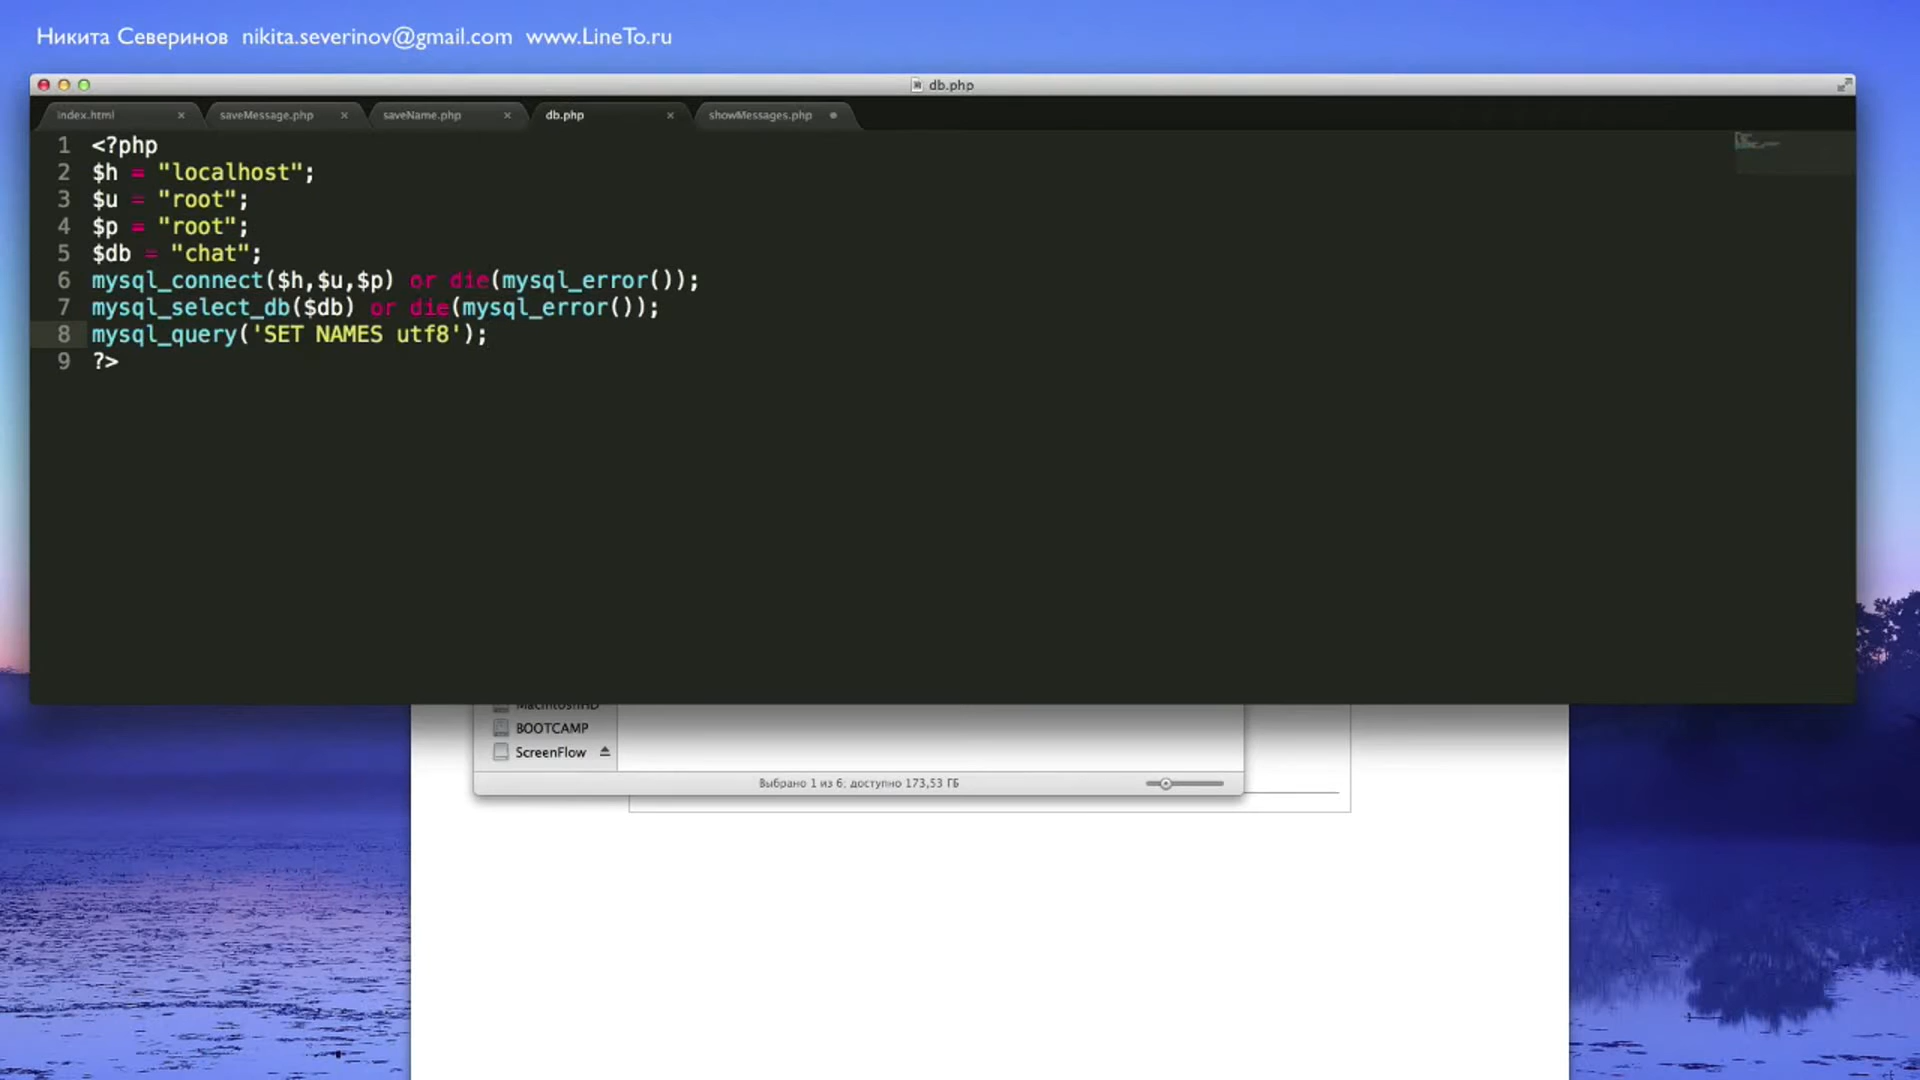 Никита Северинов nikita.severinov@gmail.com www.LineTo.ru
db.php
index.html
saveMessage.php
saveName.php
db.php
showMessages.php
1 <?php
2 $h = "localhost";
3 $u = "root";
4 $p = "root";
5 $db = "chat";
6 mysql_connect($h,$u,$p) or die(mysql_error());
7 mysql_select_db($db) or die(mysql_error());
8 mysql_query('SET NAMES utf8');
9 ?>
MacintoshHD
BOOTCAMP
ScreenFlow
Выбрано 1 из 6; доступно 173,53 ГБ